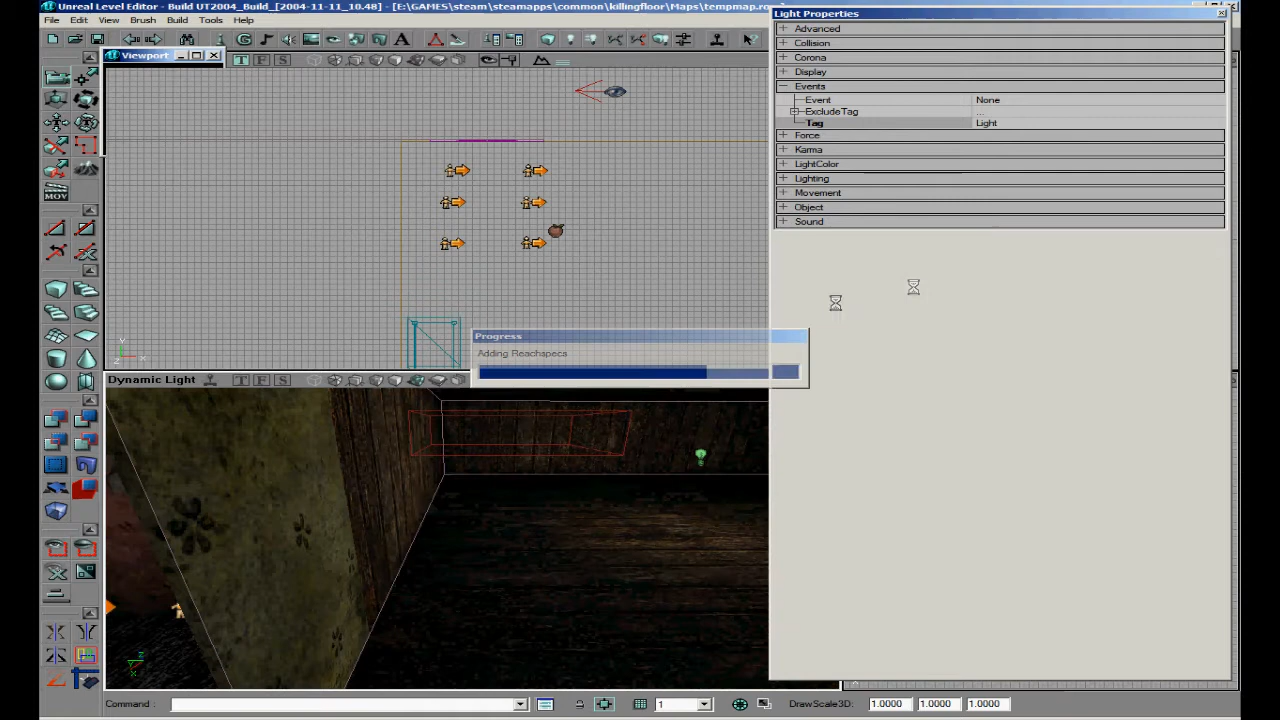 Unreal Level Editor - Build UT2004_Build_[2004-11-11_10.48] - [E:\GAMES\steam\steamapps\common\killingfloor\Maps\tempmap.ro
Light Properties
File Edit View Brush Build Tools Help
Advanced
Collision
Viewport
T F S
Corona
Display
Events
Event None
ExcludeTag ...
Tag Light
Force
Karma
LightColor
Lighting
Movement
Object
Sound
MOV
Progress
Adding Reachspecs
Dynamic Light T F S
Command : 1 DrawScale3D: 1.0000 1.0000 1.0000